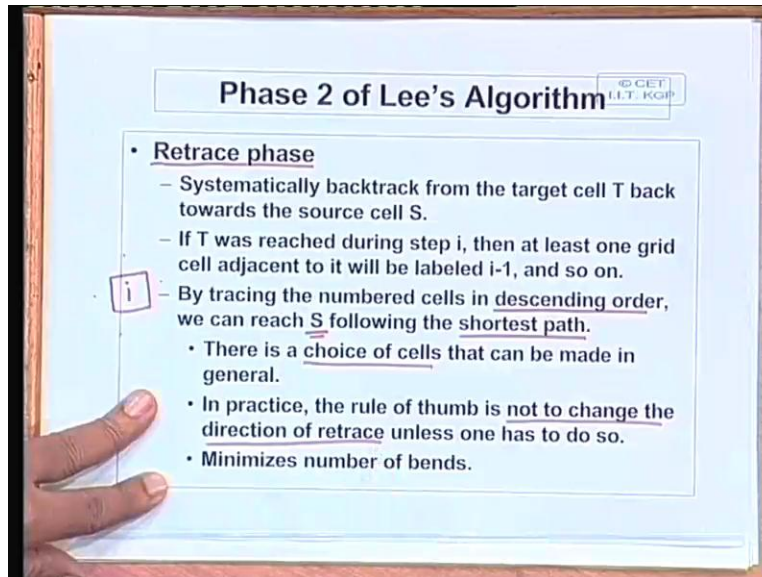 Phase 2 of Lee's Algorithm
© CET
I.I.T. KGP
• Retrace phase
– Systematically backtrack from the target cell T back
towards the source cell S.
– If T was reached during step i, then at least one grid
cell adjacent to it will be labeled i-1, and so on.
i
– By tracing the numbered cells in descending order,
we can reach S following the shortest path.
• There is a choice of cells that can be made in
general.
• In practice, the rule of thumb is not to change the
direction of retrace unless one has to do so.
• Minimizes number of bends.